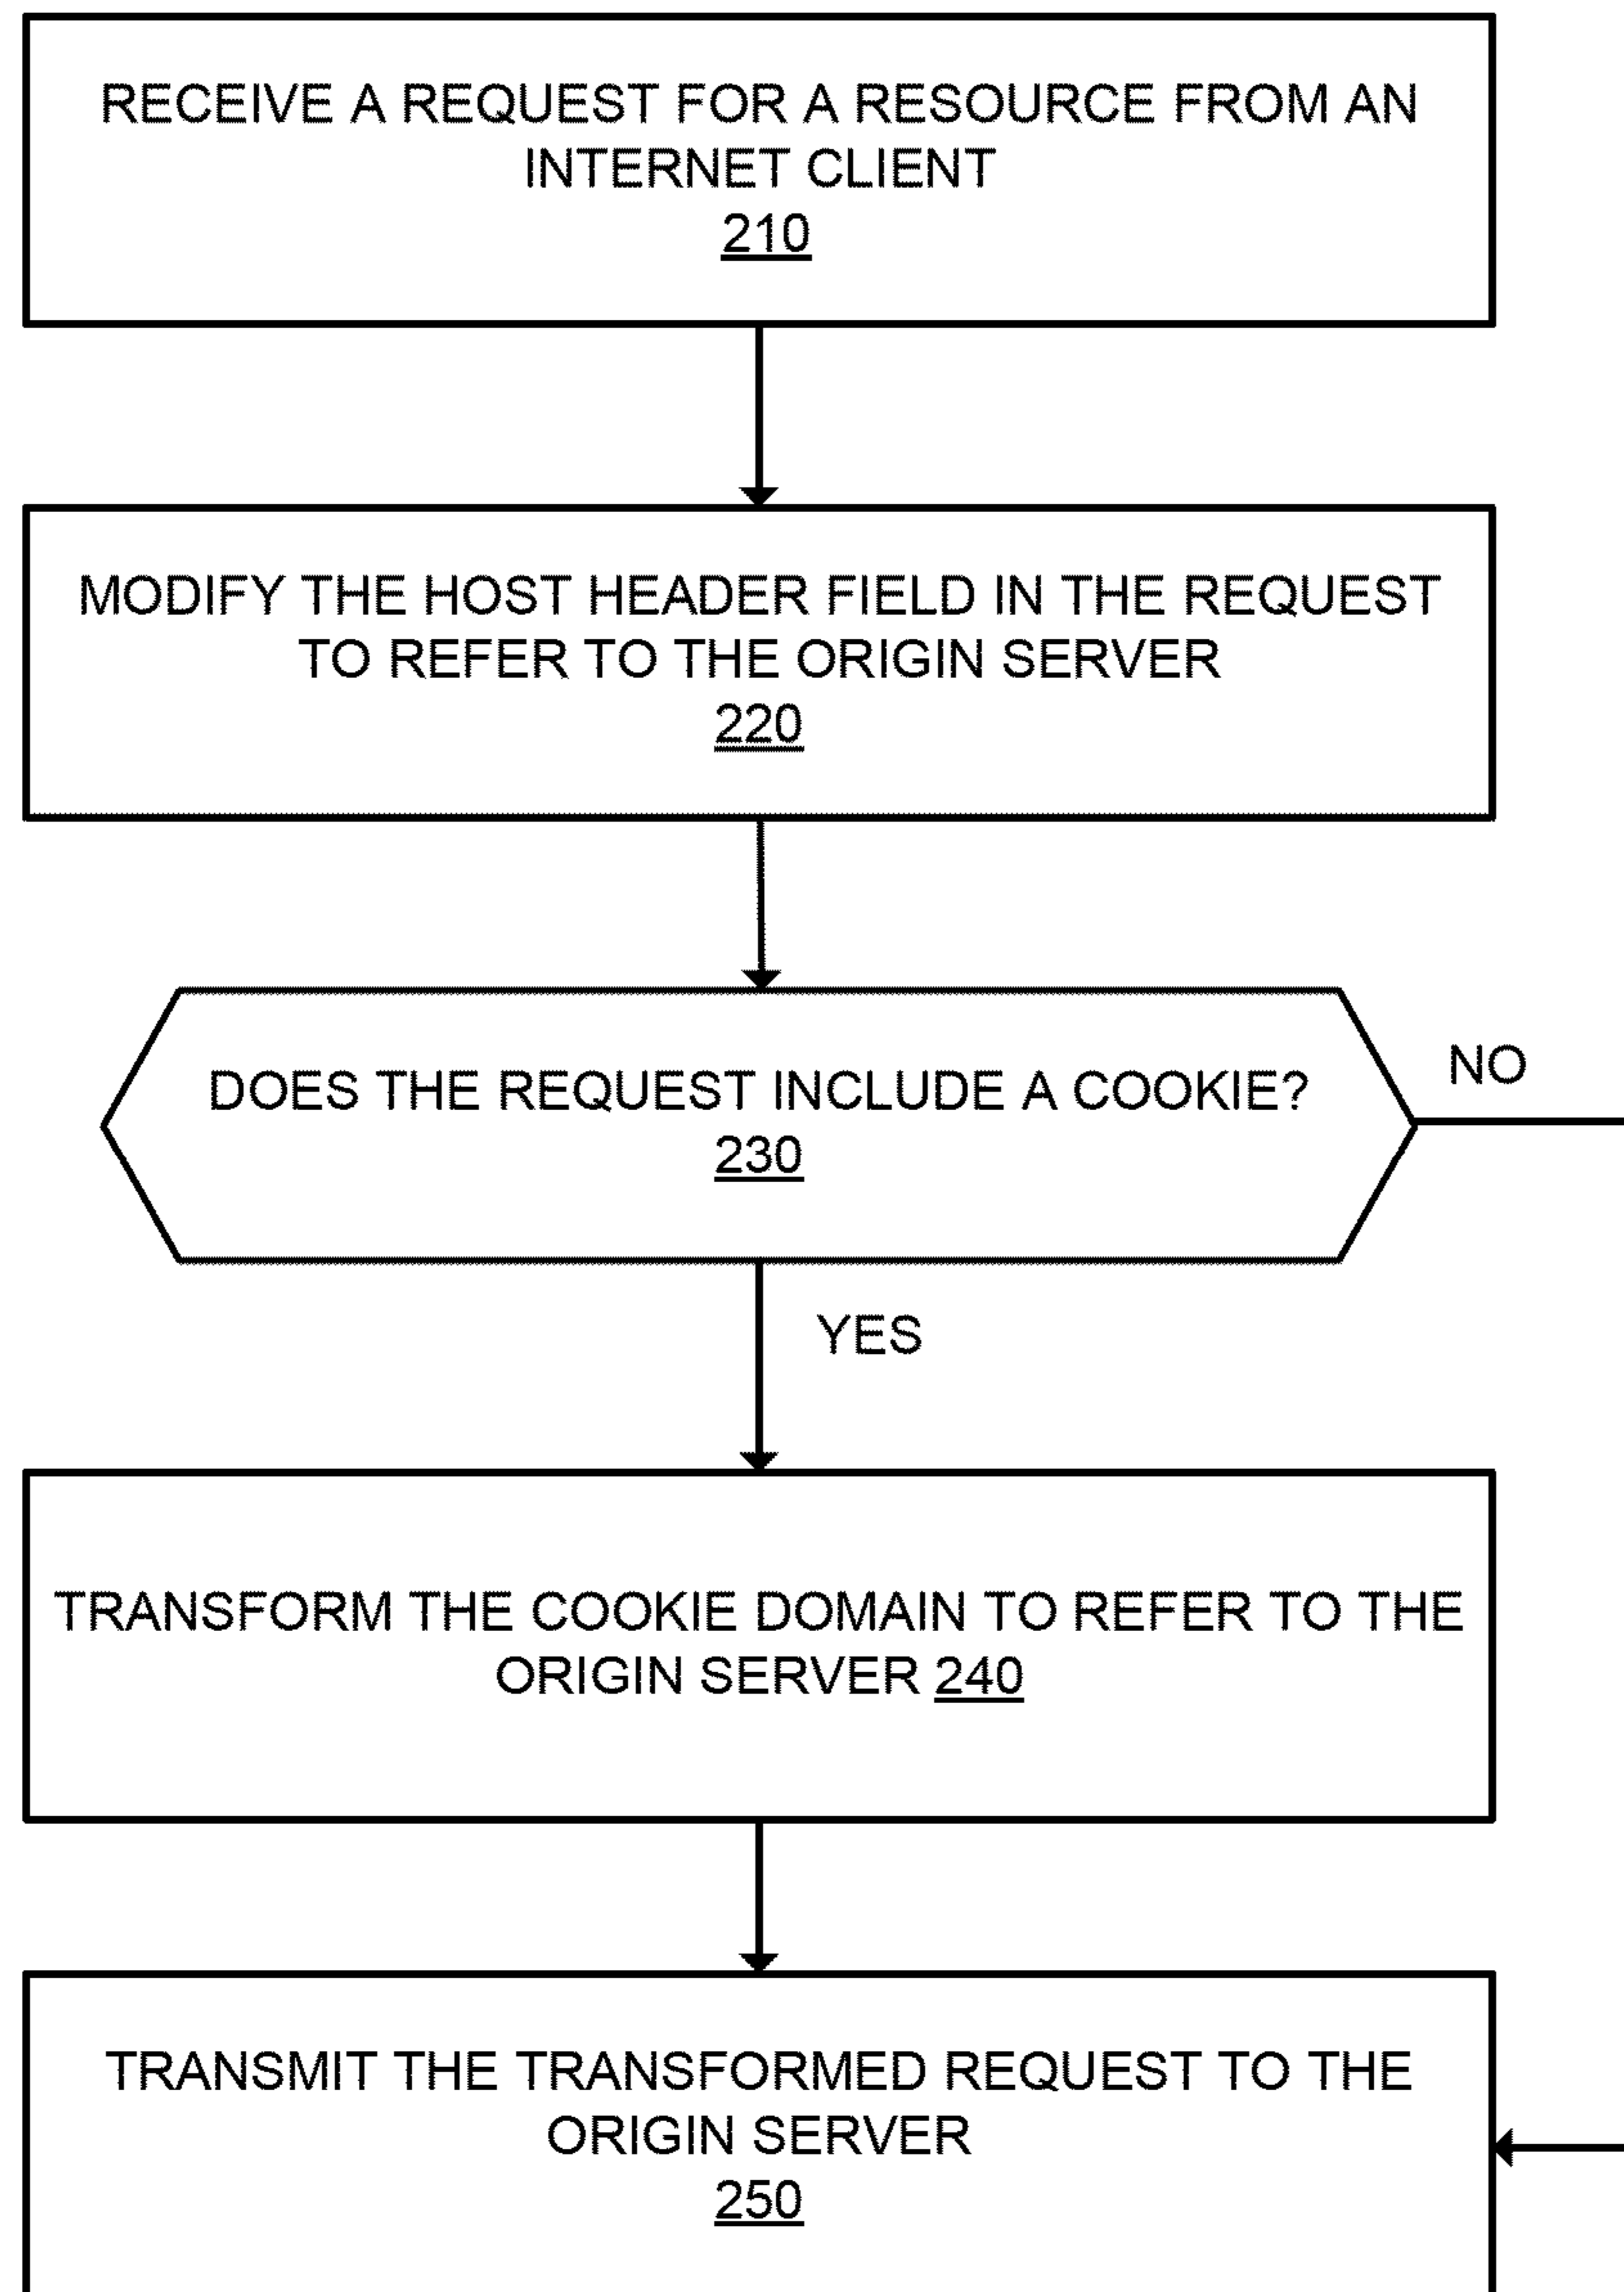 RECEIVE A REQUEST FOR A RESOURCE FROM AN
INTERNET CLIENT
210
MODIFY THE HOST HEADER FIELD IN THE REQUEST
TO REFER TO THE ORIGIN SERVER
220
DOES THE REQUEST INCLUDE A COOKIE?
230
NO
YES
TRANSFORM THE COOKIE DOMAIN TO REFER TO THE
ORIGIN SERVER 240
TRANSMIT THE TRANSFORMED REQUEST TO THE
ORIGIN SERVER
250